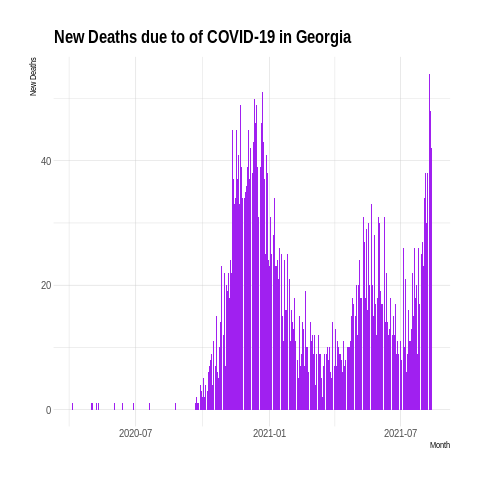 New Deaths due to of COVID-19 in Georgia
New Deaths
40
20
0
2020-07
2021-01
2021-07
Month